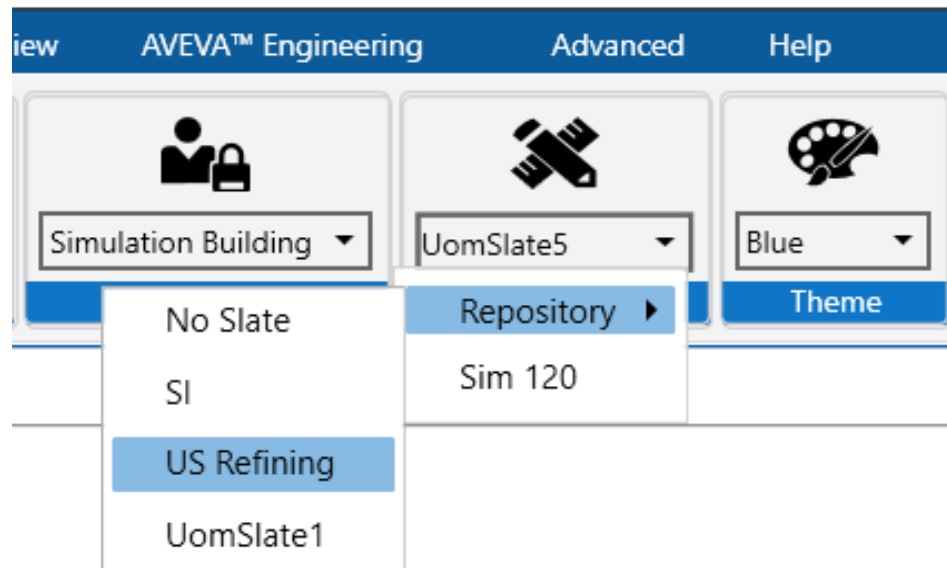 iew AVEVA™ Engineering Advanced Help
Simulation Building UomSlate5 Blue
Theme
Repository
Sim 120
No Slate
SI
US Refining
UomSlate1